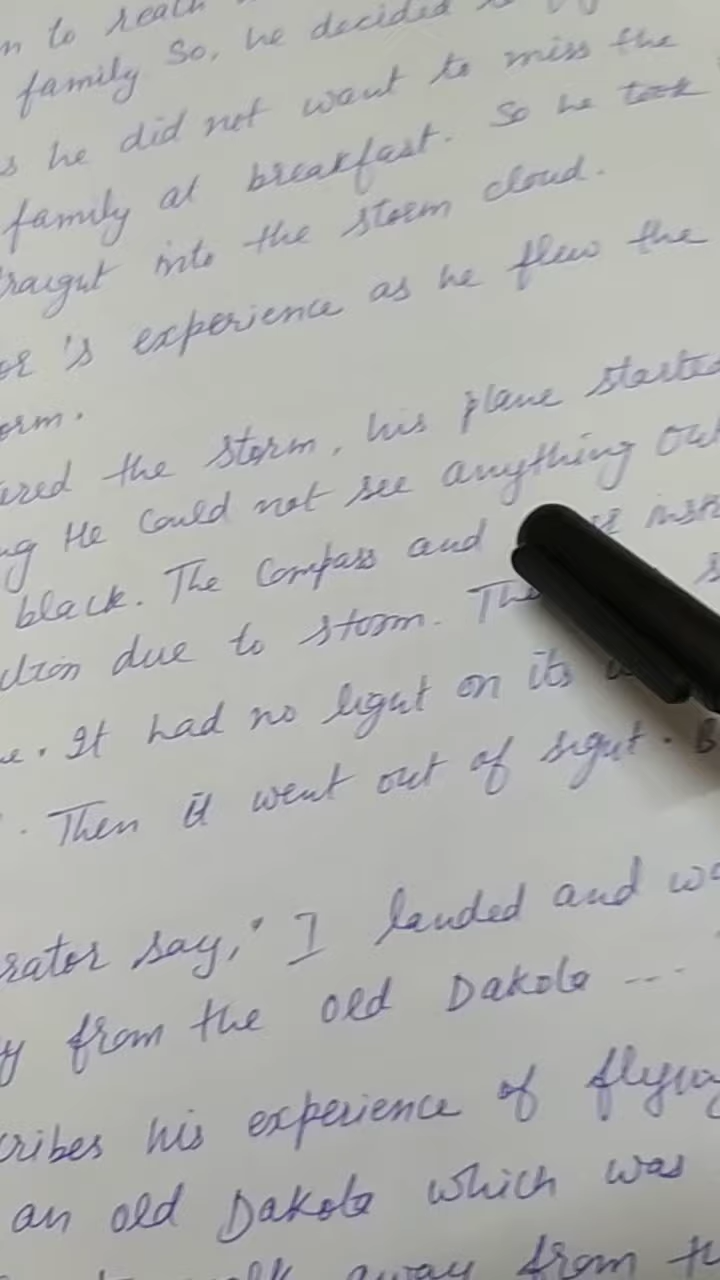 to reach
family So, he decided
he did not want to miss the
family at breakfast. So he took
into the storm cloud.
's experience as he flew the
the storm, his plane started
He could not see anything
black. The Compass and
due to storm.
It had no light on its
. Then it went out of sight.
say," I landed and
from the old Dakota ---
his experience of
an old Dakota which was
away from